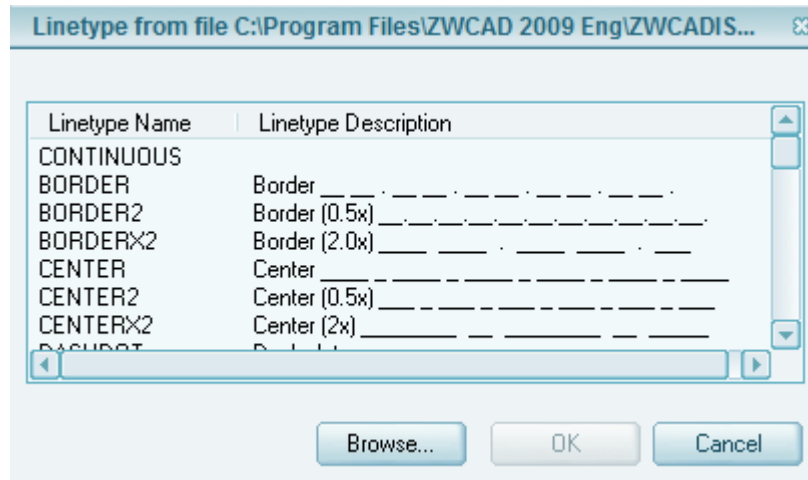 Linetype from file C:\Program Files\ZWCAD 2009 Eng\ZWCADIS...
Linetype Name Linetype Description
CONTINUOUS
BORDER Border __ __ . __ __ . __ __ . __ __ . __ __ .
BORDER2 Border (0.5x) __.__.__.__.__.__.__.__.__.
BORDERX2 Border (2.0x) ____ ____ . ____ ____ . ___
CENTER Center ____ _ ____ _ ____ _ ____ _ ____ _ ____
CENTER2 Center (0.5x) ___ _ ___ _ ___ _ ___ _ ___ _ ___
CENTERX2 Center (2x) ________ __ ________ __ _____
DASHDOT
Browse... OK Cancel